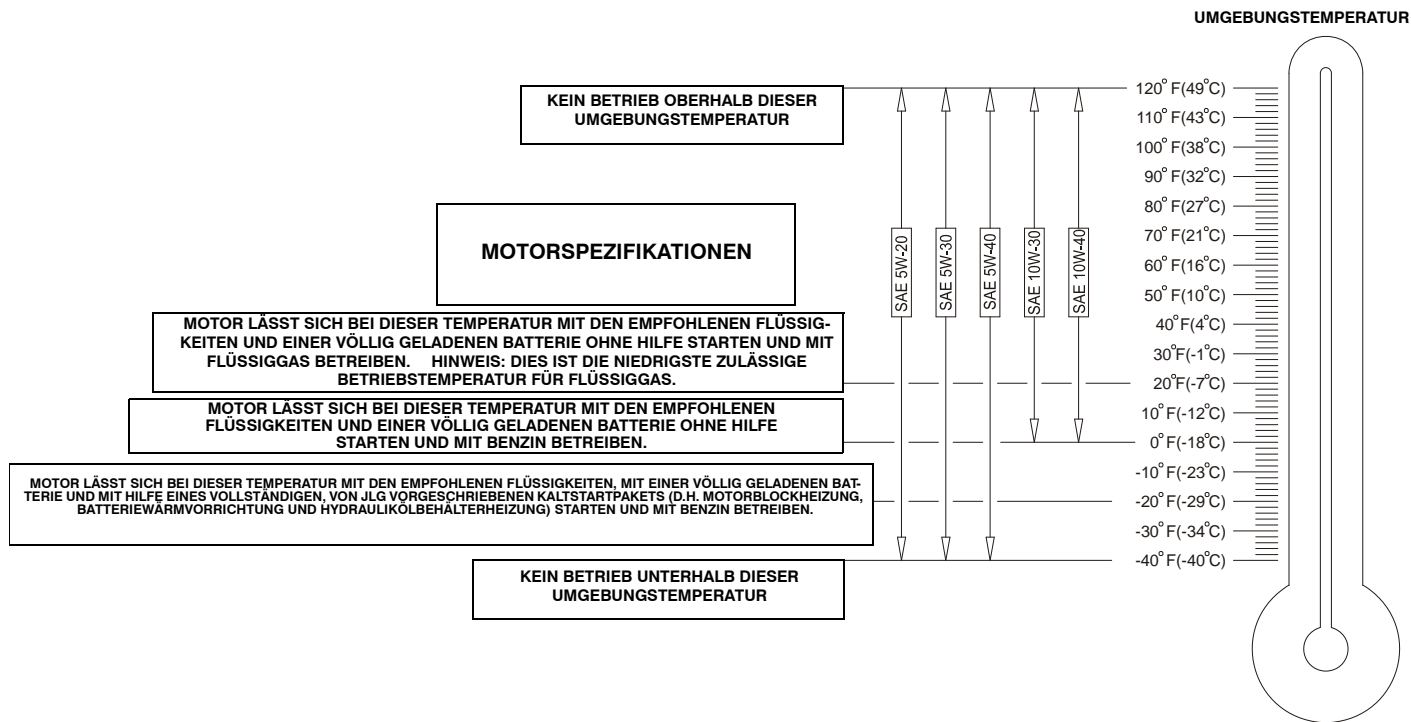 UMGEBUNGSTEMPERATUR
KEIN BETRIEB OBERHALB DIESER
UMGEBUNGSTEMPERATUR
MOTORSPEZIFIKATIONEN
MOTOR LÄSST SICH BEI DIESER TEMPERATUR MIT DEN EMPFOHLENEN FLÜSSIG-
KEITEN UND EINER VÖLLIG GELADENEN BATTERIE OHNE HILFE STARTEN UND MIT
FLÜSSIGGAS BETREIBEN. HINWEIS: DIES IST DIE NIEDRIGSTE ZULÄSSIGE
BETRIEBSTEMPERATUR FÜR FLÜSSIGGAS.
MOTOR LÄSST SICH BEI DIESER TEMPERATUR MIT DEN EMPFOHLENEN
FLÜSSIGKEITEN UND EINER VÖLLIG GELADENEN BATTERIE OHNE HILFE
STARTEN UND MIT BENZIN BETREIBEN.
MOTOR LÄSST SICH BEI DIESER TEMPERATUR MIT DEN EMPFOHLENEN FLÜSSIGKEITEN, MIT EINER VÖLLIG GELADENEN BAT-
TERIE UND MIT HILFE EINES VOLLSTÄNDIGEN, VON JLG VORGESCHRIEBENEN KALTSTARTPAKETS (D.H. MOTORBLOCKHEIZUNG,
BATTERIEWÄRMVORRICHTUNG UND HYDRAULIKÖLBEHÄLTERHEIZUNG) STARTEN UND MIT BENZIN BETREIBEN.
KEIN BETRIEB UNTERHALB DIESER
UMGEBUNGSTEMPERATUR
SAE 5W-20
SAE 5W-30
SAE 5W-40
SAE 10W-30
SAE 10W-40
120° F(49°C)
110° F(43°C)
100° F(38°C)
90° F(32°C)
80° F(27°C)
70° F(21°C)
60° F(16°C)
50° F(10°C)
40°F(4°C)
30°F(-1°C)
20°F(-7°C)
10°F(-12°C)
0°F(-18°C)
-10° F(-23°C)
-20° F(-29°C)
-30° F(-34°C)
-40° F(-40°C)